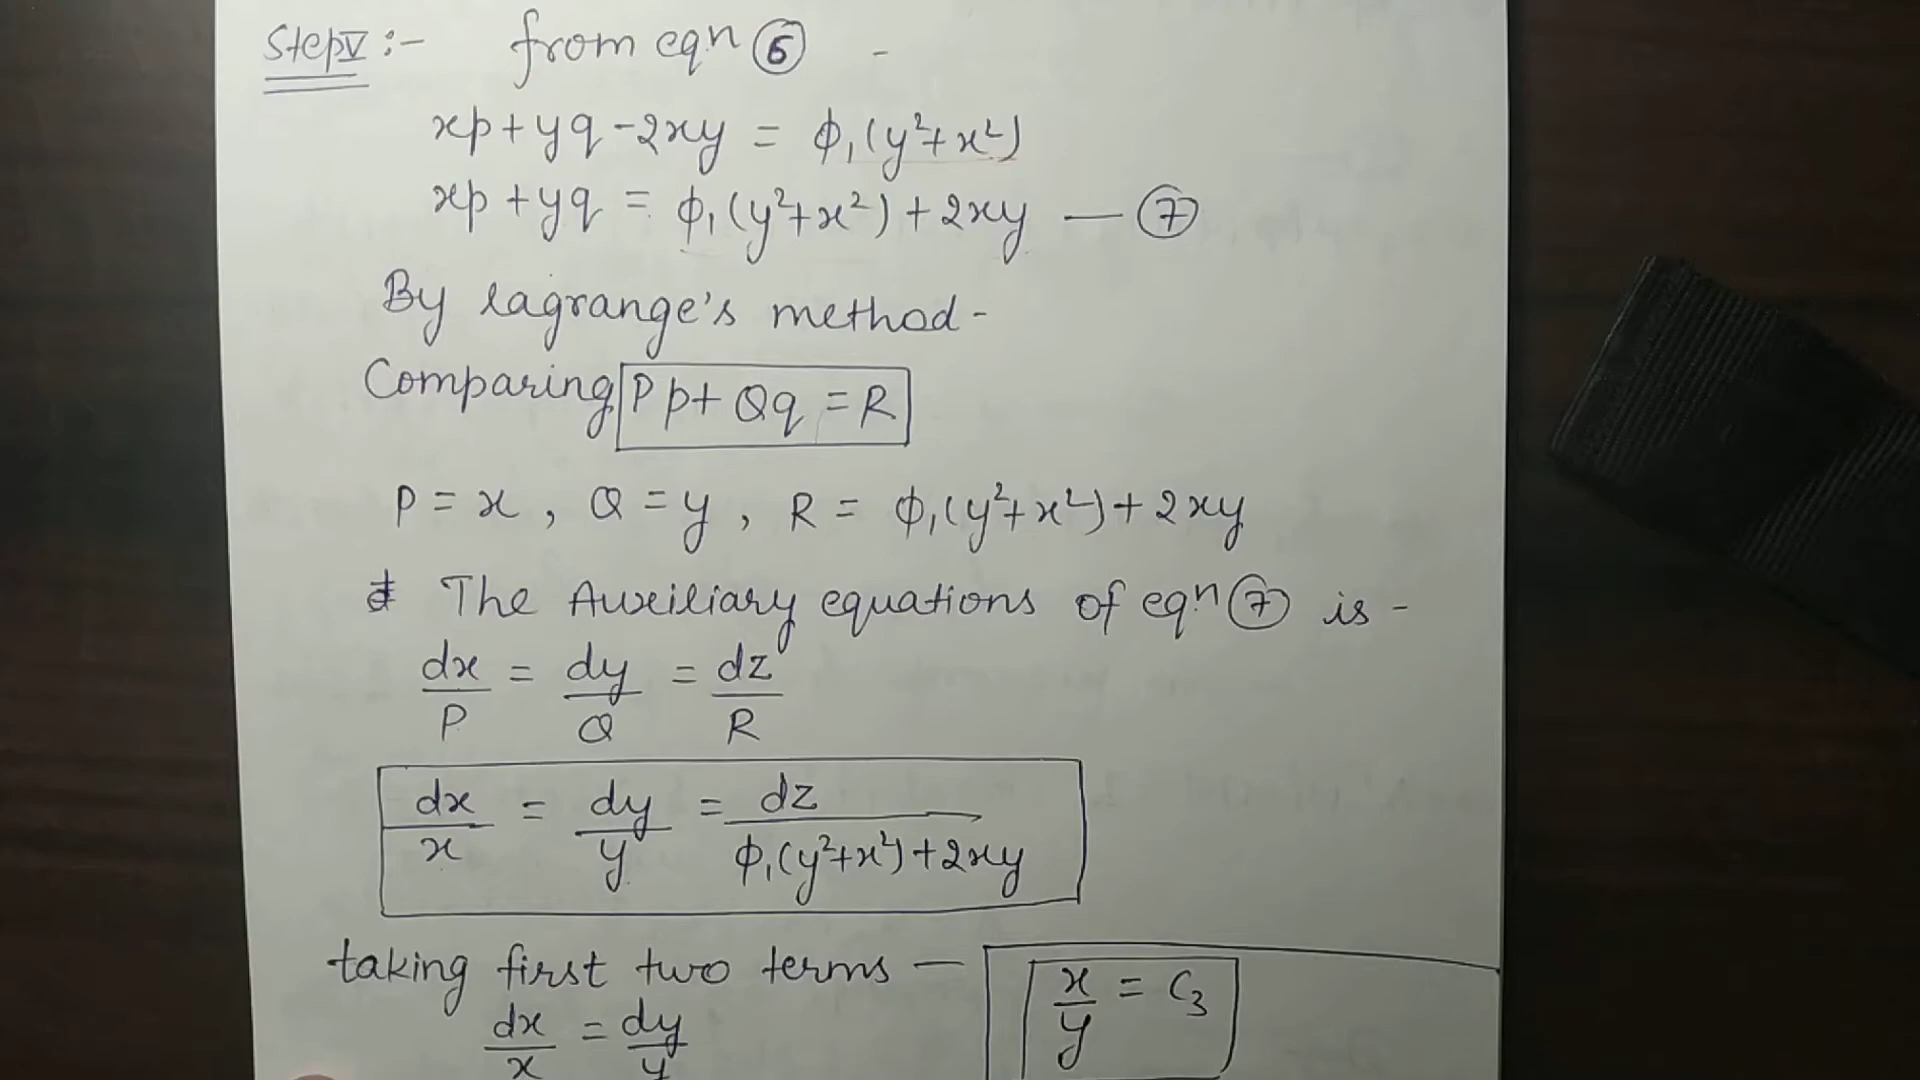 Step V :- from eqn ⑥ -
xp + yq - 2xy = ϕ₁(y² + x²)
xp + yq = ϕ₁(y² + x²) + 2xy — ⑦
By lagrange's method -
Comparing Pp + Qq = R
P = x, Q = y, R = ϕ₁(y² + x²) + 2xy
The Auxiliary equations of eqn ⑦ is -
dx/P = dy/Q = dz/R
dx/x = dy/y = dz/ϕ₁(y² + x²) + 2xy
taking first two terms —
dx/x = dy/y
x/y = C₃